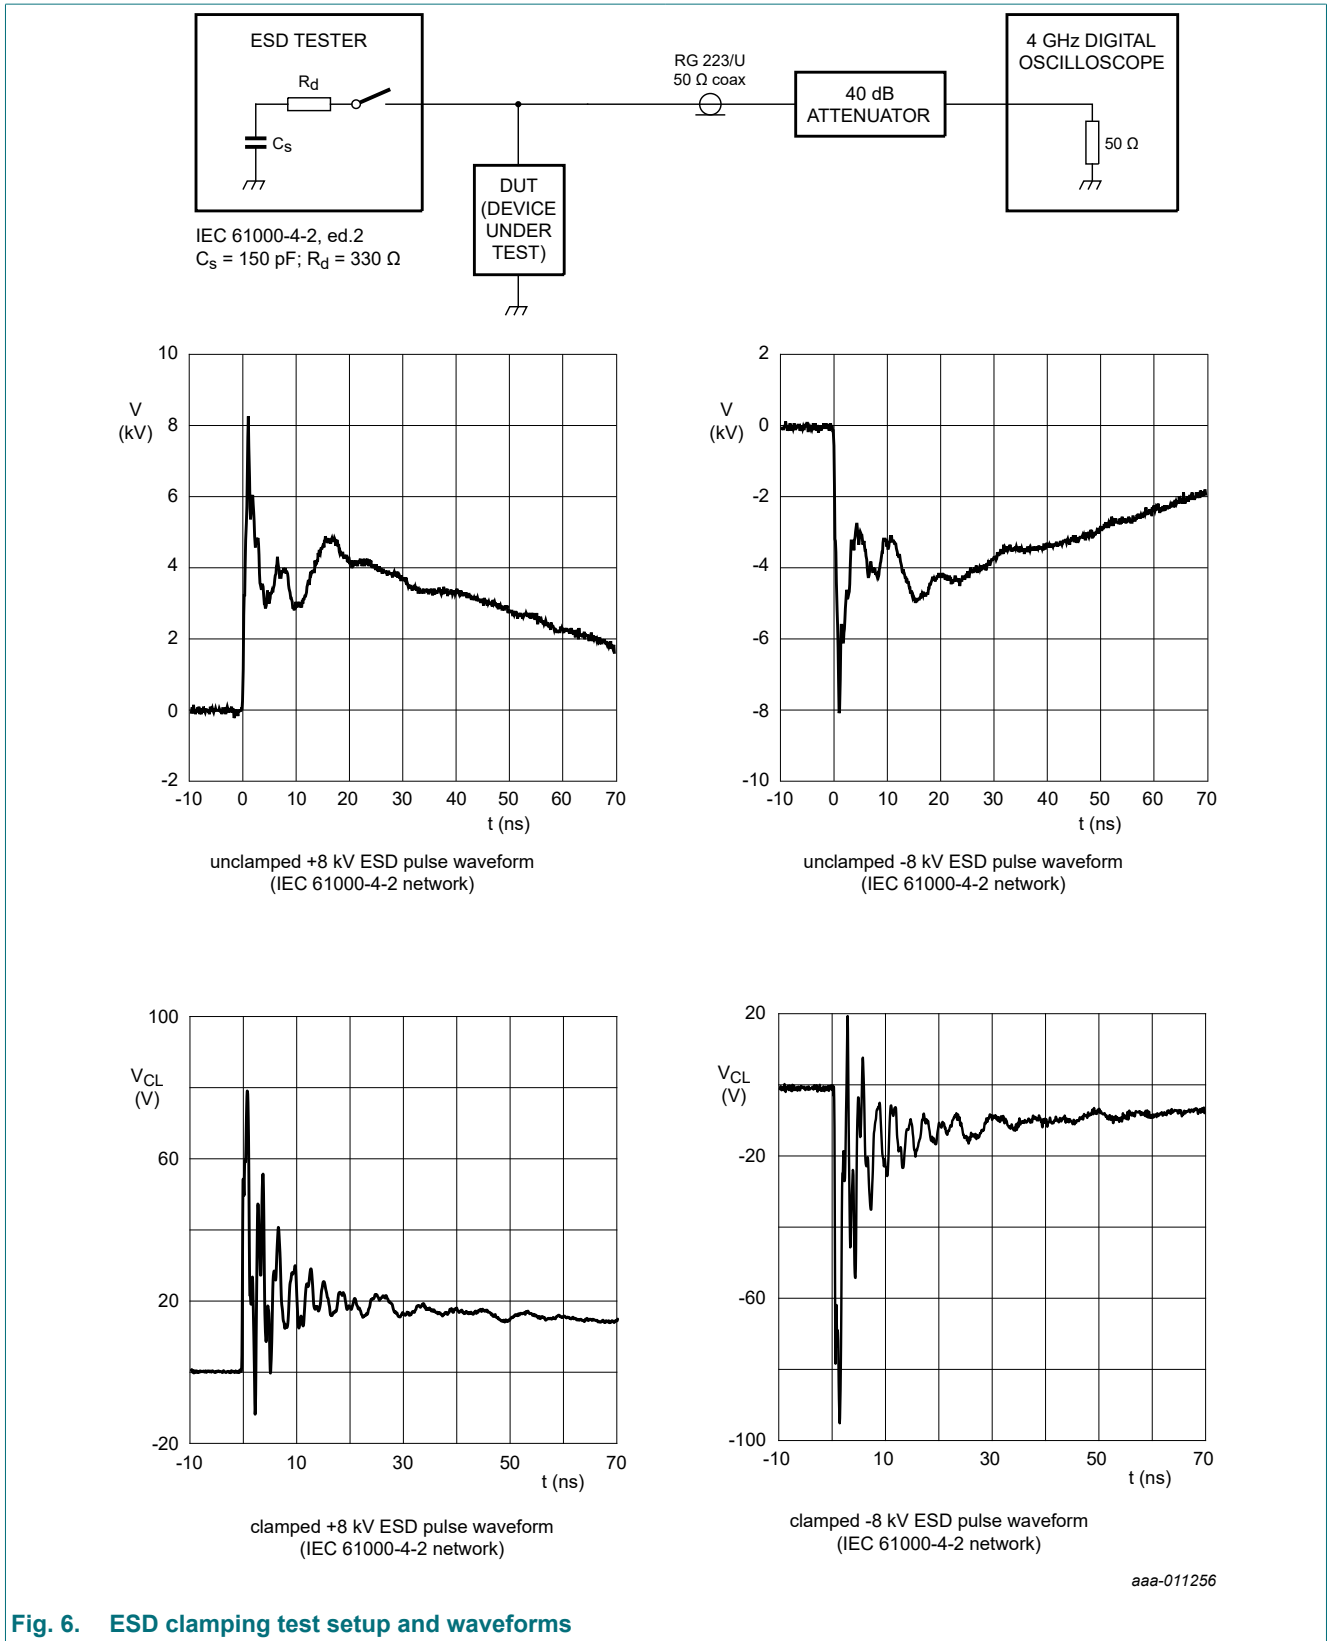 ESD TESTER
Rd
Cs
IEC 61000-4-2, ed.2
Cs = 150 pF; Rd = 330 Ω
DUT
(DEVICE
UNDER
TEST)
RG 223/U
50 Ω coax
40 dB
ATTENUATOR
4 GHz DIGITAL
OSCILLOSCOPE
50 Ω
10
8
6
4
2
0
-2
V
(kV)
-10 0 10 20 30 40 50 60 70
t (ns)
unclamped +8 kV ESD pulse waveform
(IEC 61000-4-2 network)
2
0
-2
-4
-6
-8
-10
V
(kV)
-10 0 10 20 30 40 50 60 70
t (ns)
unclamped -8 kV ESD pulse waveform
(IEC 61000-4-2 network)
100
60
20
-20
VCL
(V)
-10 10 30 50 70
t (ns)
clamped +8 kV ESD pulse waveform
(IEC 61000-4-2 network)
20
-20
-60
-100
VCL
(V)
-10 10 30 50 70
t (ns)
clamped -8 kV ESD pulse waveform
(IEC 61000-4-2 network)
aaa-011256
Fig. 6. ESD clamping test setup and waveforms